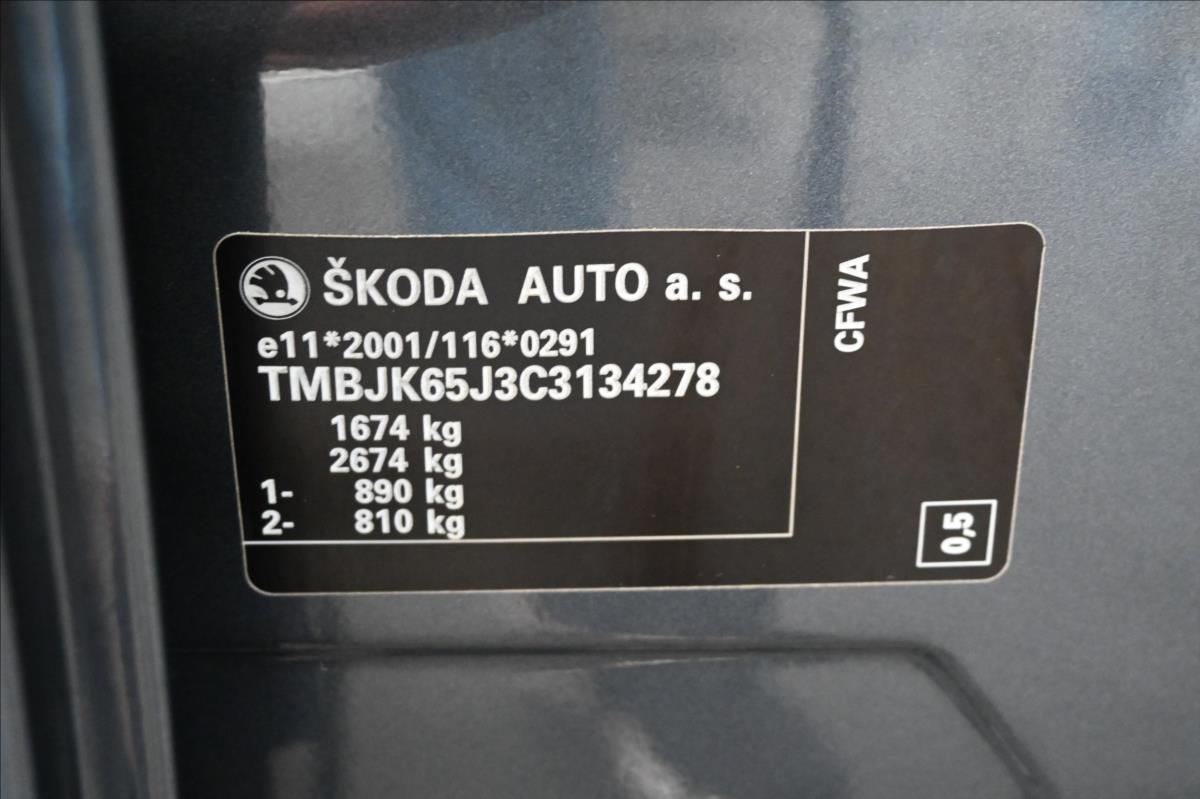 ŠKODA AUTO a. s.
e11*2001/116*0291
TMBJK65J3C3134278
1674 kg
2674 kg
1- 890 kg
2- 810 kg
CFWA
0,5